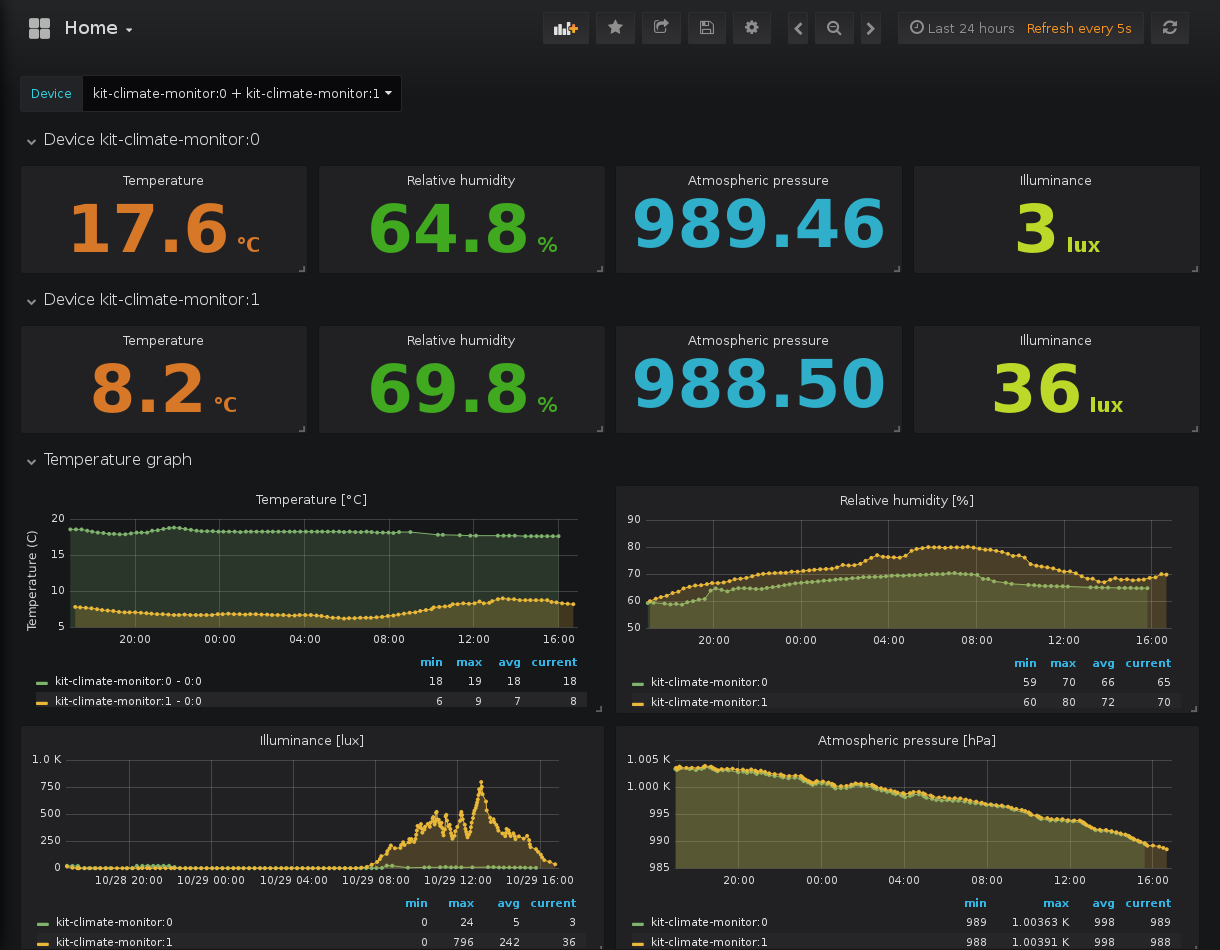 Home
Last 24 hours Refresh every 5s
Device kit-climate-monitor:0 + kit-climate-monitor:1
Device kit-climate-monitor:0
Temperature Relative humidity Atmospheric pressure Illuminance
17.6 °C 64.8 % 989.46 3 lux
Device kit-climate-monitor:1
Temperature Relative humidity Atmospheric pressure Illuminance
8.2 °C 69.8 % 988.50 36 lux
Temperature graph
Temperature [°C]
Temperature (C)
20
15
10
5
20:00 00:00 04:00 08:00 12:00 16:00
min max avg current
kit-climate-monitor:0 - 0:0 18 19 18 18
kit-climate-monitor:1 - 0:0 6 9 7 8
Relative humidity [%]
90
80
70
60
50
20:00 00:00 04:00 08:00 12:00 16:00
min max avg current
kit-climate-monitor:0 59 70 66 65
kit-climate-monitor:1 60 80 72 70
Illuminance [lux]
1.0 K
750
500
250
0
10/28 20:00 10/29 00:00 10/29 04:00 10/29 08:00 10/29 12:00 10/29 16:00
min max avg current
kit-climate-monitor:0 0 24 5 3
kit-climate-monitor:1 0 796 242 36
Atmospheric pressure [hPa]
1.005 K
1.000 K
995
990
985
20:00 00:00 04:00 08:00 12:00 16:00
min max avg current
kit-climate-monitor:0 989 1.00363 K 998 989
kit-climate-monitor:1 988 1.00391 K 998 988